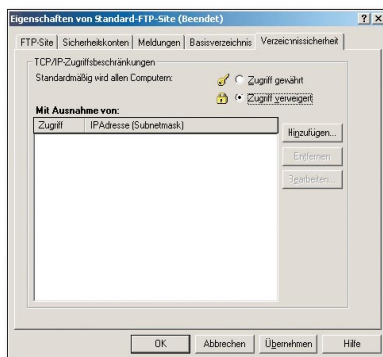 Eigenschaften von Standard-FTP-Site (Beendet)
FTP-Site Sicherheitskonten Meldungen Basisverzeichnis Verzeichnissicherheit
TCP/IP-Zugriffsbeschränkungen
Standardmäßig wird allen Computern: Zugriff gewährt
Zugriff verweigert
Mit Ausnahme von:
Zugriff IPAdresse (Subnetmask)
Hinzufügen...
Entfernen
Bearbeiten...
OK Abbrechen Übernehmen Hilfe